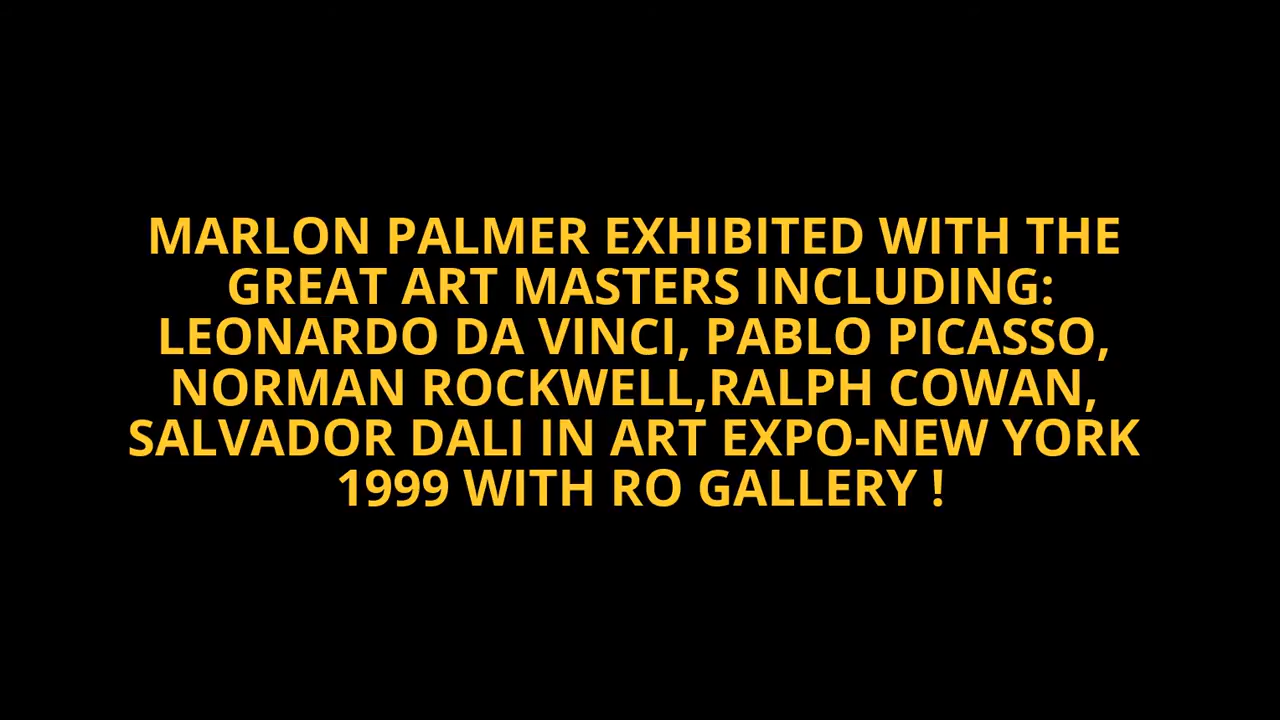 MARLON PALMER EXHIBITED WITH THE
GREAT ART MASTERS INCLUDING:
LEONARDO DA VINCI, PABLO PICASSO,
NORMAN ROCKWELL,RALPH COWAN,
SALVADOR DALI IN ART EXPO-NEW YORK
1999 WITH RO GALLERY !